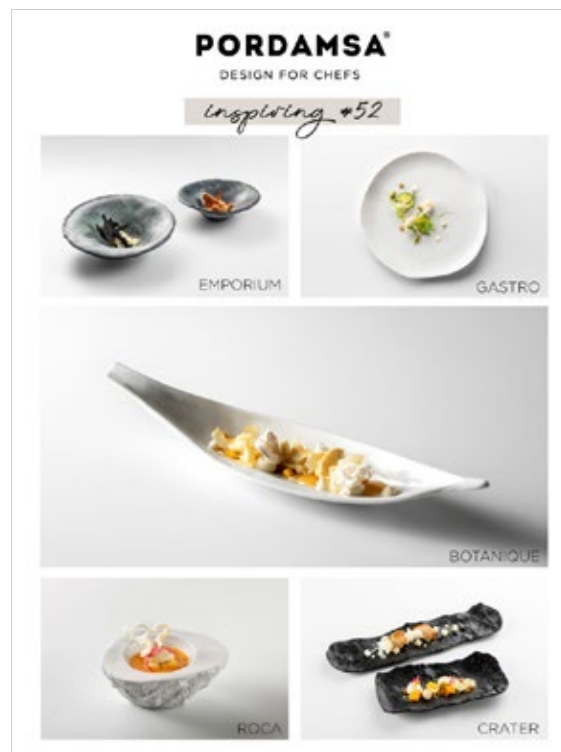 PORDAMSA®
DESIGN FOR CHEFS
inspiring #52
EMPORIUM
GASTRO
BOTANIQUE
ROCA
CRATER